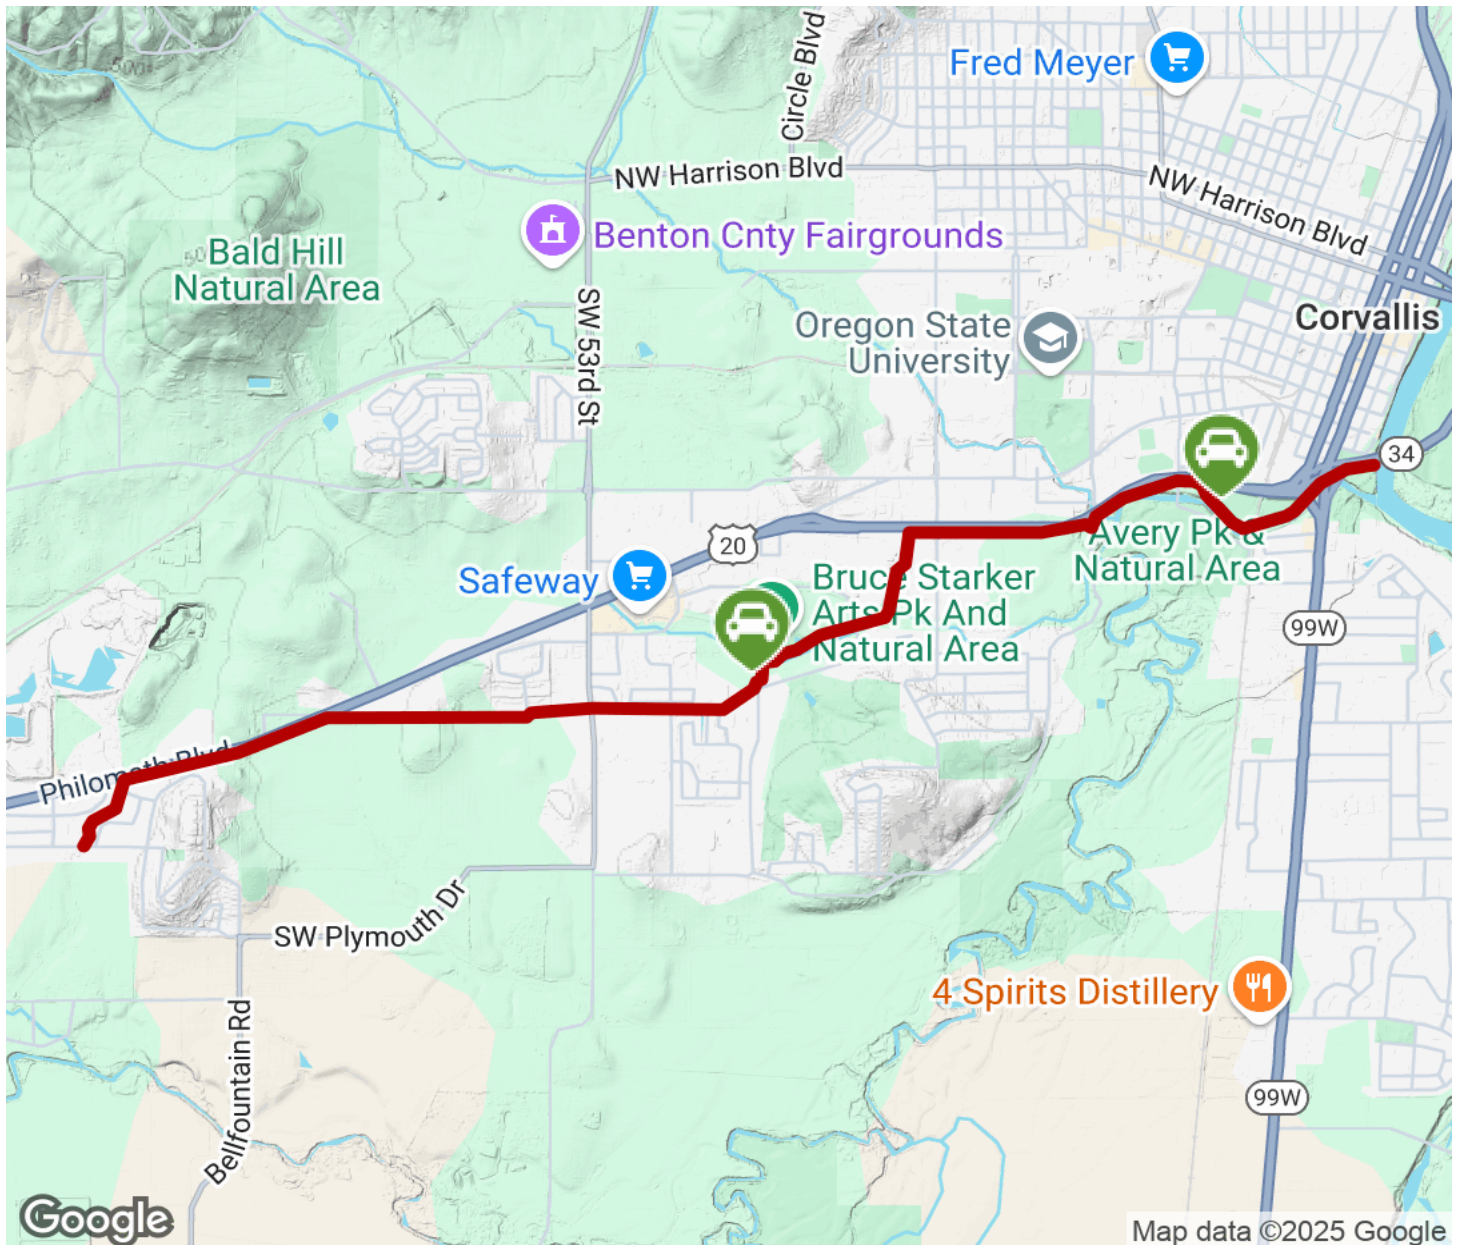 Fred Meyer
Circle Blvd
NW Harrison Blvd
NW Harrison Blvd
Benton Cnty Fairgrounds
Bald Hill
Natural Area
SW 53rd St
Oregon State
University
Corvallis
34
20
Avery Pk &
Natural Area
Safeway
Bruce Starker
Arts Pk And
Natural Area
99W
Philomath Blvd
SW Plymouth Dr
4 Spirits Distillery
Bellfountain Rd
99W
Google
Map data ©2025 Google